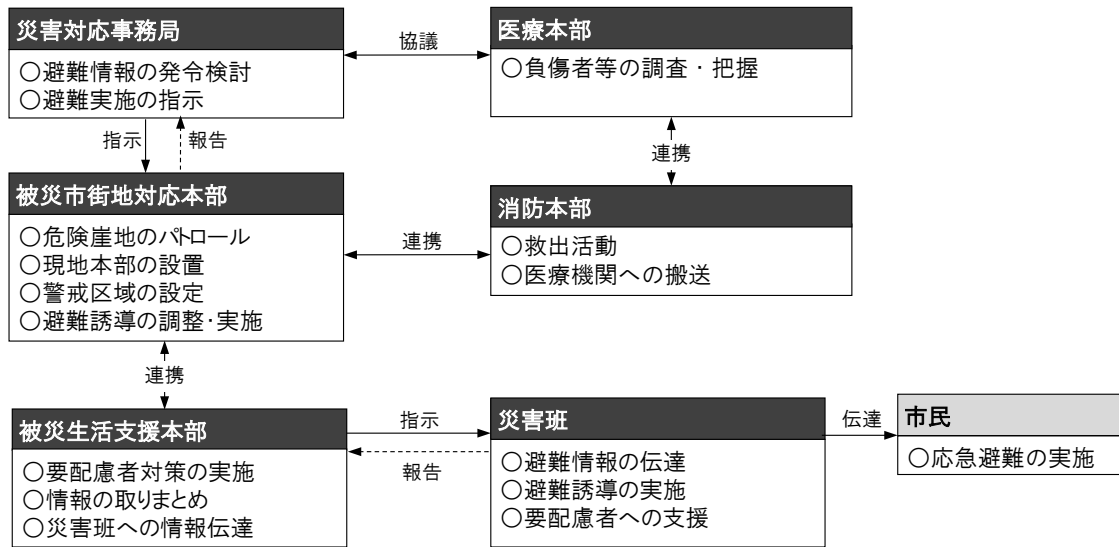 災害対応事務局
○避難情報の発令検討
○避難実施の指示
協議
医療本部
○負傷者等の調査・把握
指示
報告
連携
被災市街地対応本部
○危険崖地のパトロール
○現地本部の設置
○警戒区域の設定
○避難誘導の調整・実施
連携
消防本部
○救出活動
○医療機関への搬送
連携
被災生活支援本部
○要配慮者対策の実施
○情報の取りまとめ
○災害班への情報伝達
指示
報告
災害班
○避難情報の伝達
○避難誘導の実施
○要配慮者への支援
伝達
市民
○応急避難の実施